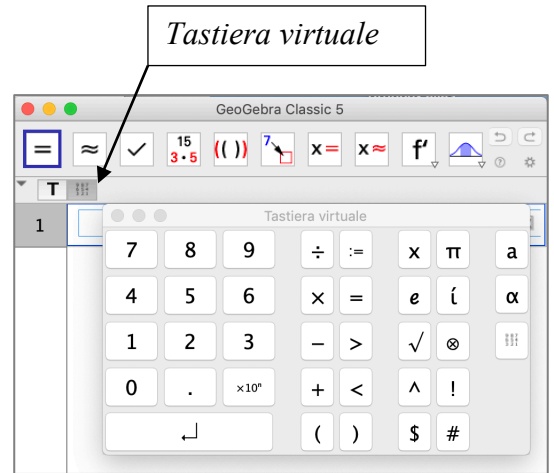 Tastiera virtuale
GeoGebra Classic 5
= ≈ ✓ 15 3·5 (( )) 7 x= x≈ f'
T
1
Tastiera virtuale
7 8 9 ÷ := x π a
4 5 6 × = e í α
1 2 3 − > √ ⊗
0 . ×10ⁿ + < ^ !
( ) $ #